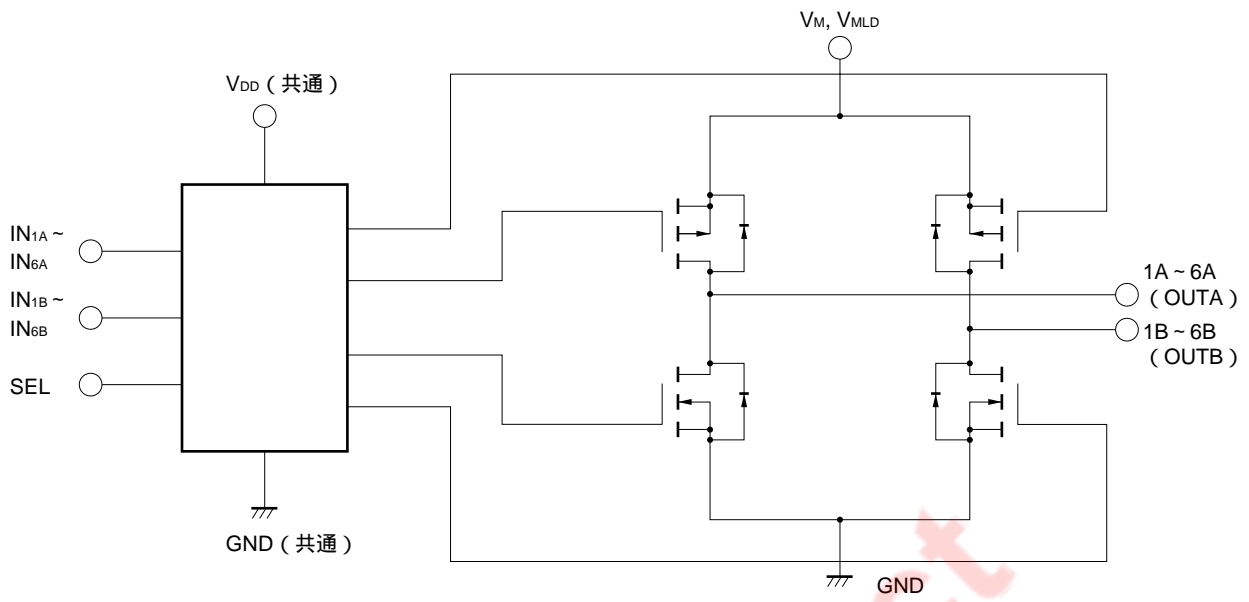 VM, VMLD
VDD（共通）
IN1A ~
IN6A
IN1B ~
IN6B
SEL
1A ~ 6A
（OUTA）
1B ~ 6B
（OUTB）
GND（共通）
GND